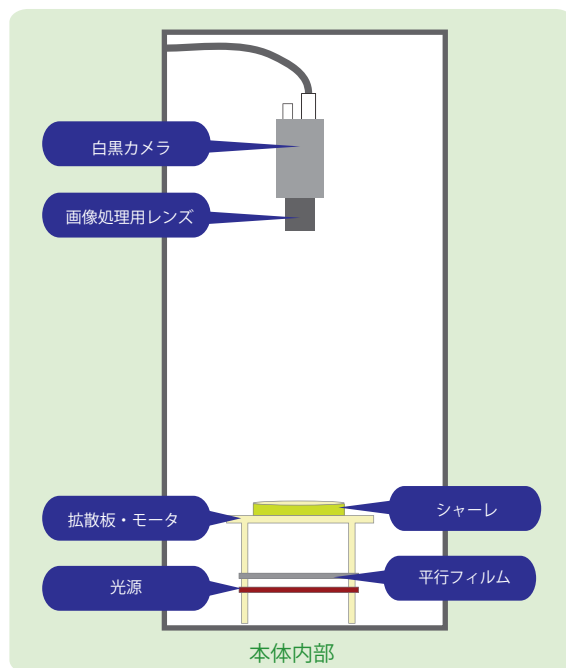 白黒カメラ
画像処理用レンズ
シャーレ
拡散板・モータ
平行フィルム
光源
本体内部